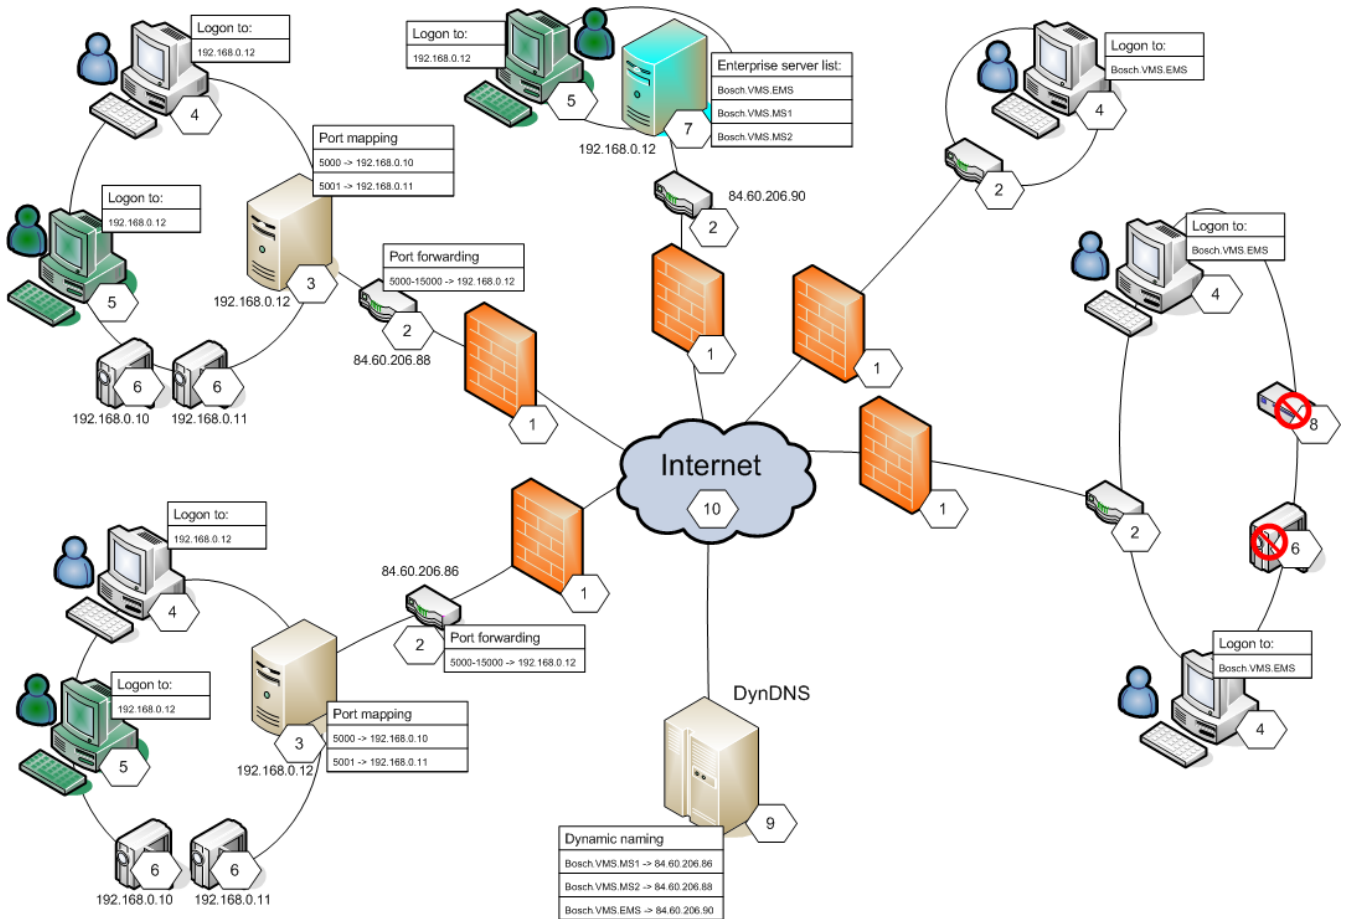 Logon to:
192.168.0.12
4
Logon to:
192.168.0.12
5
Port mapping
5000 -> 192.168.0.10
5001 -> 192.168.0.11
3
192.168.0.12
6
192.168.0.10
6
192.168.0.11
Port forwarding
5000-15000 -> 192.168.0.12
2
84.60.206.88
1
Logon to:
192.168.0.12
5
Enterprise server list:
Bosch.VMS.EMS
Bosch.VMS.MS1
Bosch.VMS.MS2
7
192.168.0.12
84.60.206.90
2
1
Logon to:
Bosch.VMS.EMS
4
2
1
Logon to:
Bosch.VMS.EMS
4
8
6
2
1
Logon to:
Bosch.VMS.EMS
4
Internet
10
Logon to:
192.168.0.12
4
Logon to:
192.168.0.12
5
3
192.168.0.12
Port mapping
5000 -> 192.168.0.10
5001 -> 192.168.0.11
6
192.168.0.10
6
192.168.0.11
84.60.206.86
2
Port forwarding
5000-15000 -> 192.168.0.12
1
DynDNS
9
Dynamic naming
Bosch.VMS.MS1 -> 84.60.206.86
Bosch.VMS.MS2 -> 84.60.206.88
Bosch.VMS.EMS -> 84.60.206.90